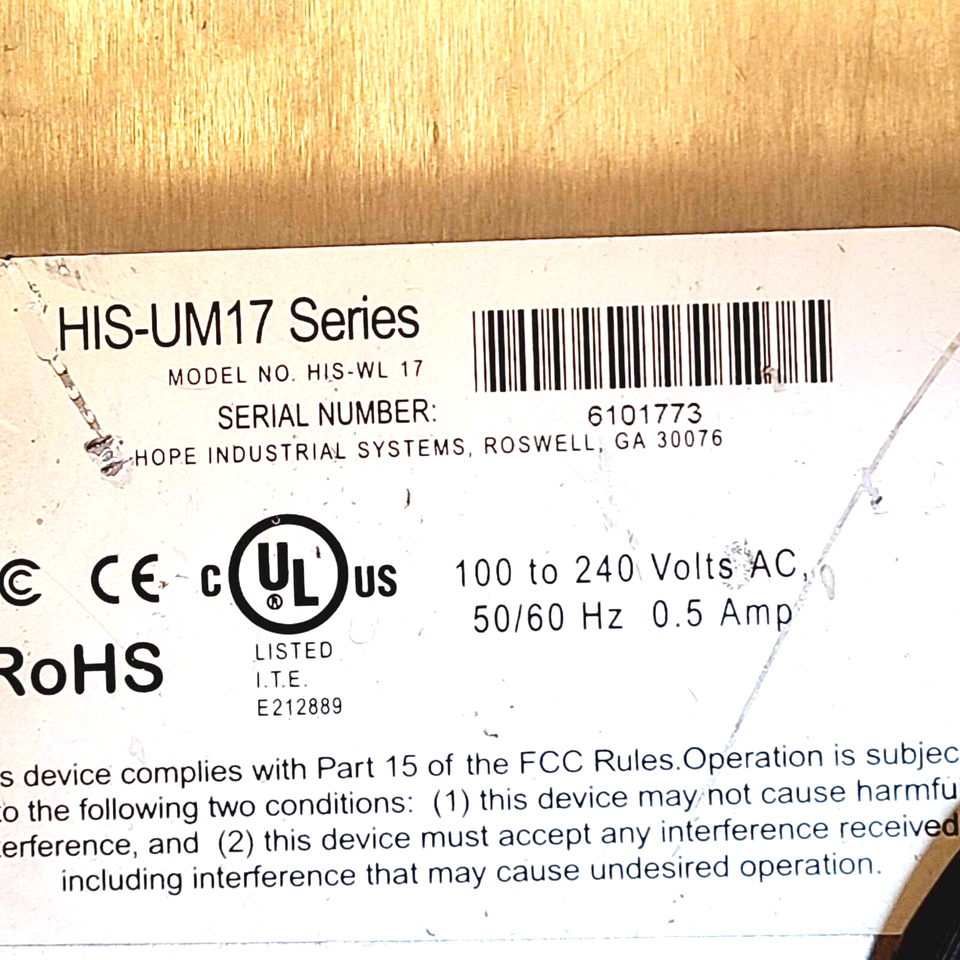 HIS-UM17 Series
MODEL NO. HIS-WL 17
SERIAL NUMBER: 6101773
HOPE INDUSTRIAL SYSTEMS, ROSWELL, GA 30076
CE C UL® US
LISTED
I.T.E.
E212889
100 to 240 Volts AC,
50/60 Hz 0.5 Amp
RoHS
s device complies with Part 15 of the FCC Rules.Operation is subjec
to the following two conditions: (1) this device may not cause harmfu
erference, and (2) this device must accept any interference received
including interference that may cause undesired operation.